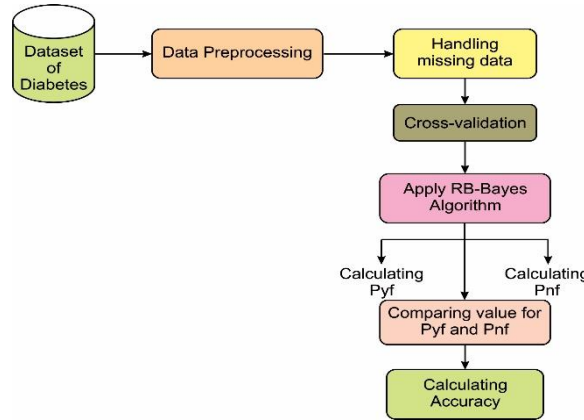 Dataset
of
Diabetes
Data Preprocessing
Handling
missing data
Cross-validation
Apply RB-Bayes
Algorithm
Calculating
Pyf
Calculating
Pnf
Comparing value for
Pyf and Pnf
Calculating
Accuracy